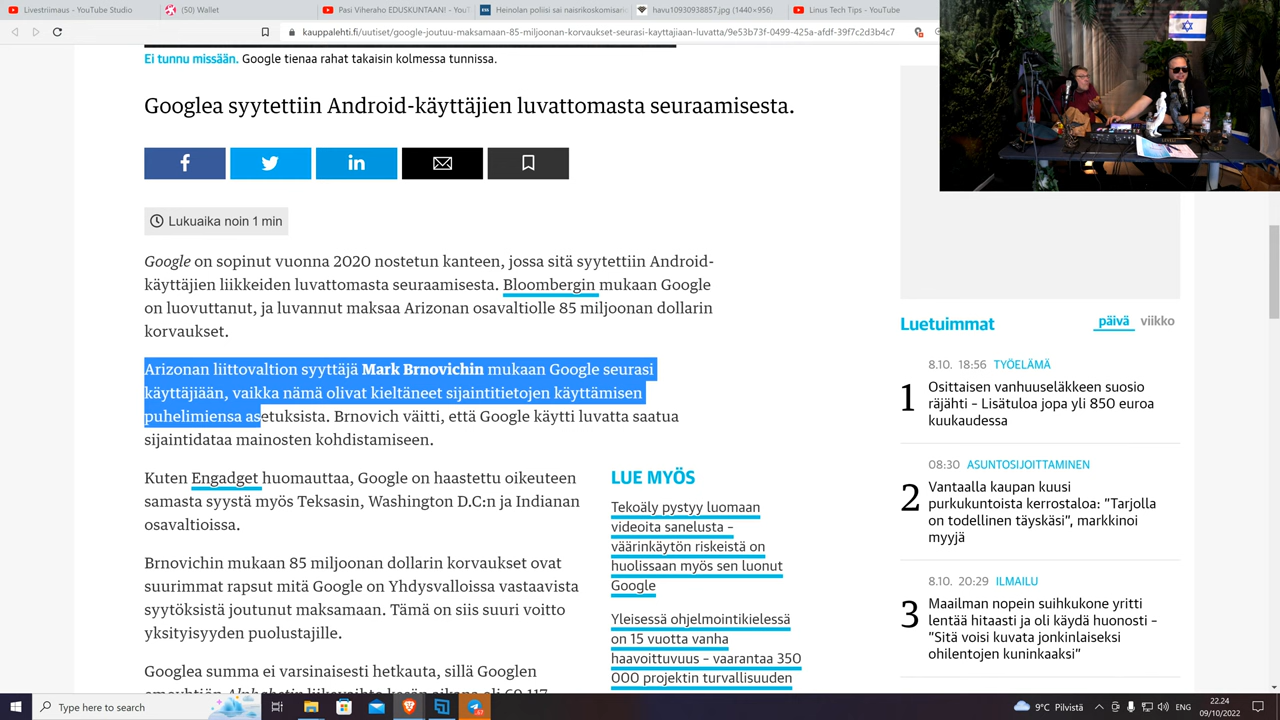 Livestriimaus - YouTube Studio
(50) Wallet
Pasi Viheraho EDUSKUNTAAN! - YouT
Heinolan poliisi sai naisrikoskomisario
havu10930938857.jpg (1440×956)
Linus Tech Tips - YouTube
kauppalehti.fi/uutiset/google-joutuu-maksamaan-85-miljoonan-korvaukset-seurasi-kayttajiaan-luvatta/9e53b73f-0499-425a-afdf-39f7c2d3b4c7
Ei tunnu missään. Google tienaa rahat takaisin kolmessa tunnissa.
Googlea syytettiin Android-käyttäjien luvattomasta seuraamisesta.
Lukuaika noin 1 min
Google on sopinut vuonna 2020 nostetun kanteen, jossa sitä syytettiin Android-
käyttäjien liikkeiden luvattomasta seuraamisesta. Bloombergin mukaan Google
on luovuttanut, ja luvannut maksaa Arizonan osavaltiolle 85 miljoonan dollarin
korvaukset.
Arizonan liittovaltion syyttäjä Mark Brnovichin mukaan Google seurasi
käyttäjiään, vaikka nämä olivat kieltäneet sijaintitietojen käyttämisen
puhelimiensa asetuksista. Brnovich väitti, että Google käytti luvatta saatua
sijaintidataa mainosten kohdistamiseen.
Kuten Engadget huomauttaa, Google on haastettu oikeuteen
samasta syystä myös Teksasin, Washington D.C:n ja Indianan
osavaltioissa.
Brnovichin mukaan 85 miljoonan dollarin korvaukset ovat
suurimmat rapsut mitä Google on Yhdysvalloissa vastaavista
syytöksistä joutunut maksamaan. Tämä on siis suuri voitto
yksityisyyden puolustajille.
Googlea summa ei varsinaisesti hetkauta, sillä Googlen
LUE MYÖS
Tekoäly pystyy luomaan
videoita sanelusta –
väärinkäytön riskeistä on
huolissaan myös sen luonut
Google
Yleisessä ohjelmointikielessä
on 15 vuotta vanha
haavoittuvuus – vaarantaa 350
000 projektin turvallisuuden
Luetuimmat
päivä viikko
8.10. 18:56 TYÖELÄMÄ
1
Osittaisen vanhuuseläkkeen suosio
räjähti – Lisätuloa jopa yli 850 euroa
kuukaudessa
08:30 ASUNTOSIJOITTAMINEN
2
Vantaalla kaupan kuusi
purkukuntoista kerrostaloa: ”Tarjolla
on todellinen täyskäsi”, markkinoi
myyjä
8.10. 20:29 ILMAILU
3
Maailman nopein suihkukone yritti
lentää hitaasti ja oli käydä huonosti –
”Sitä voisi kuvata jonkinlaiseksi
ohilentojen kuninkaaksi”
Type here to search
9°C Pilvistä
ENG
22.24
09/10/2022